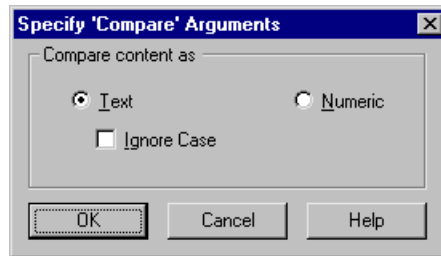 Specify 'Compare' Arguments
Compare content as
Text
Numeric
Ignore Case
OK
Cancel
Help